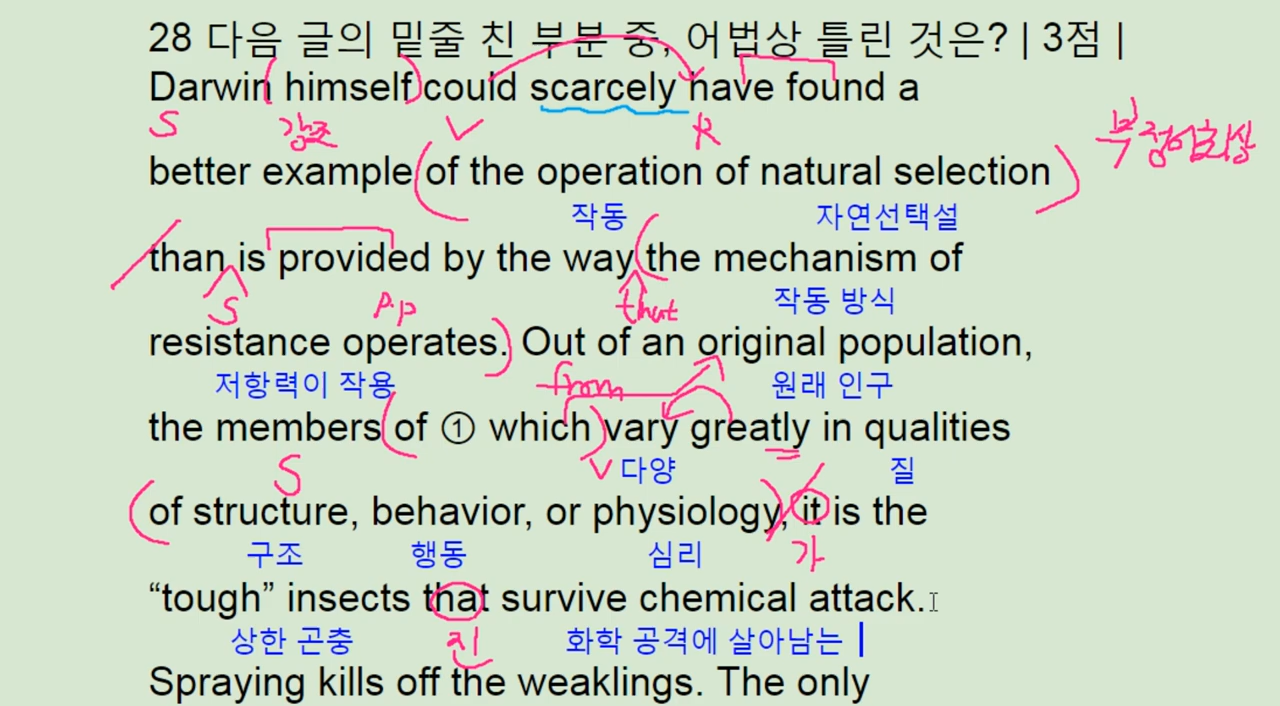 28 다음 글의 밑줄 친 부분 중, 어법상 틀린 것은? | 3점 |
Darwin himself could scarcely have found a
S 강조 V R
better example of the operation of natural selection
작동 자연선택설
than is provided by the way the mechanism of
S p.p that 작동 방식
resistance operates. Out of an original population,
저항력이 작용 from 원래 인구
the members of ① which vary greatly in qualities
S V 다양 질
of structure, behavior, or physiology, it is the
구조 행동 심리 가
“tough” insects that survive chemical attack.
상한 곤충 진 화학 공격에 살아남는
Spraying kills off the weaklings. The only